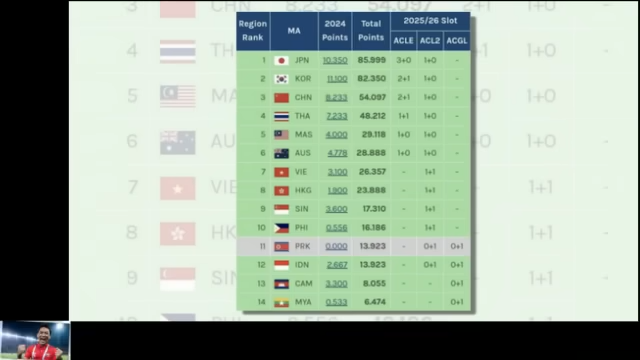 Region Rank MA 2024 Points Total Points 2025/26 Slot
ACLE ACL2 ACGL
1 JPN 10.350 85.999 3+0 1+0 -
2 KOR 11.100 82.350 2+1 1+0 -
3 CHN 8.233 54.097 2+1 1+0 -
4 THA 7.233 48.212 1+1 1+0 -
5 MAS 4.000 29.118 1+0 1+0 -
6 AUS 4.778 28.888 1+0 1+0 -
7 VIE 3.100 26.357 - 1+1 -
8 HKG 1.900 23.888 - 1+1 -
9 SIN 3.600 17.310 - 1+1 -
10 PHI 0.556 16.186 - 1+1 -
11 PRK 0.000 13.923 - 0+1 0+1
12 IDN 2.667 13.923 - 0+1 0+1
13 CAM 3.300 8.055 - - 0+1
14 MYA 0.533 6.474 - - 0+1